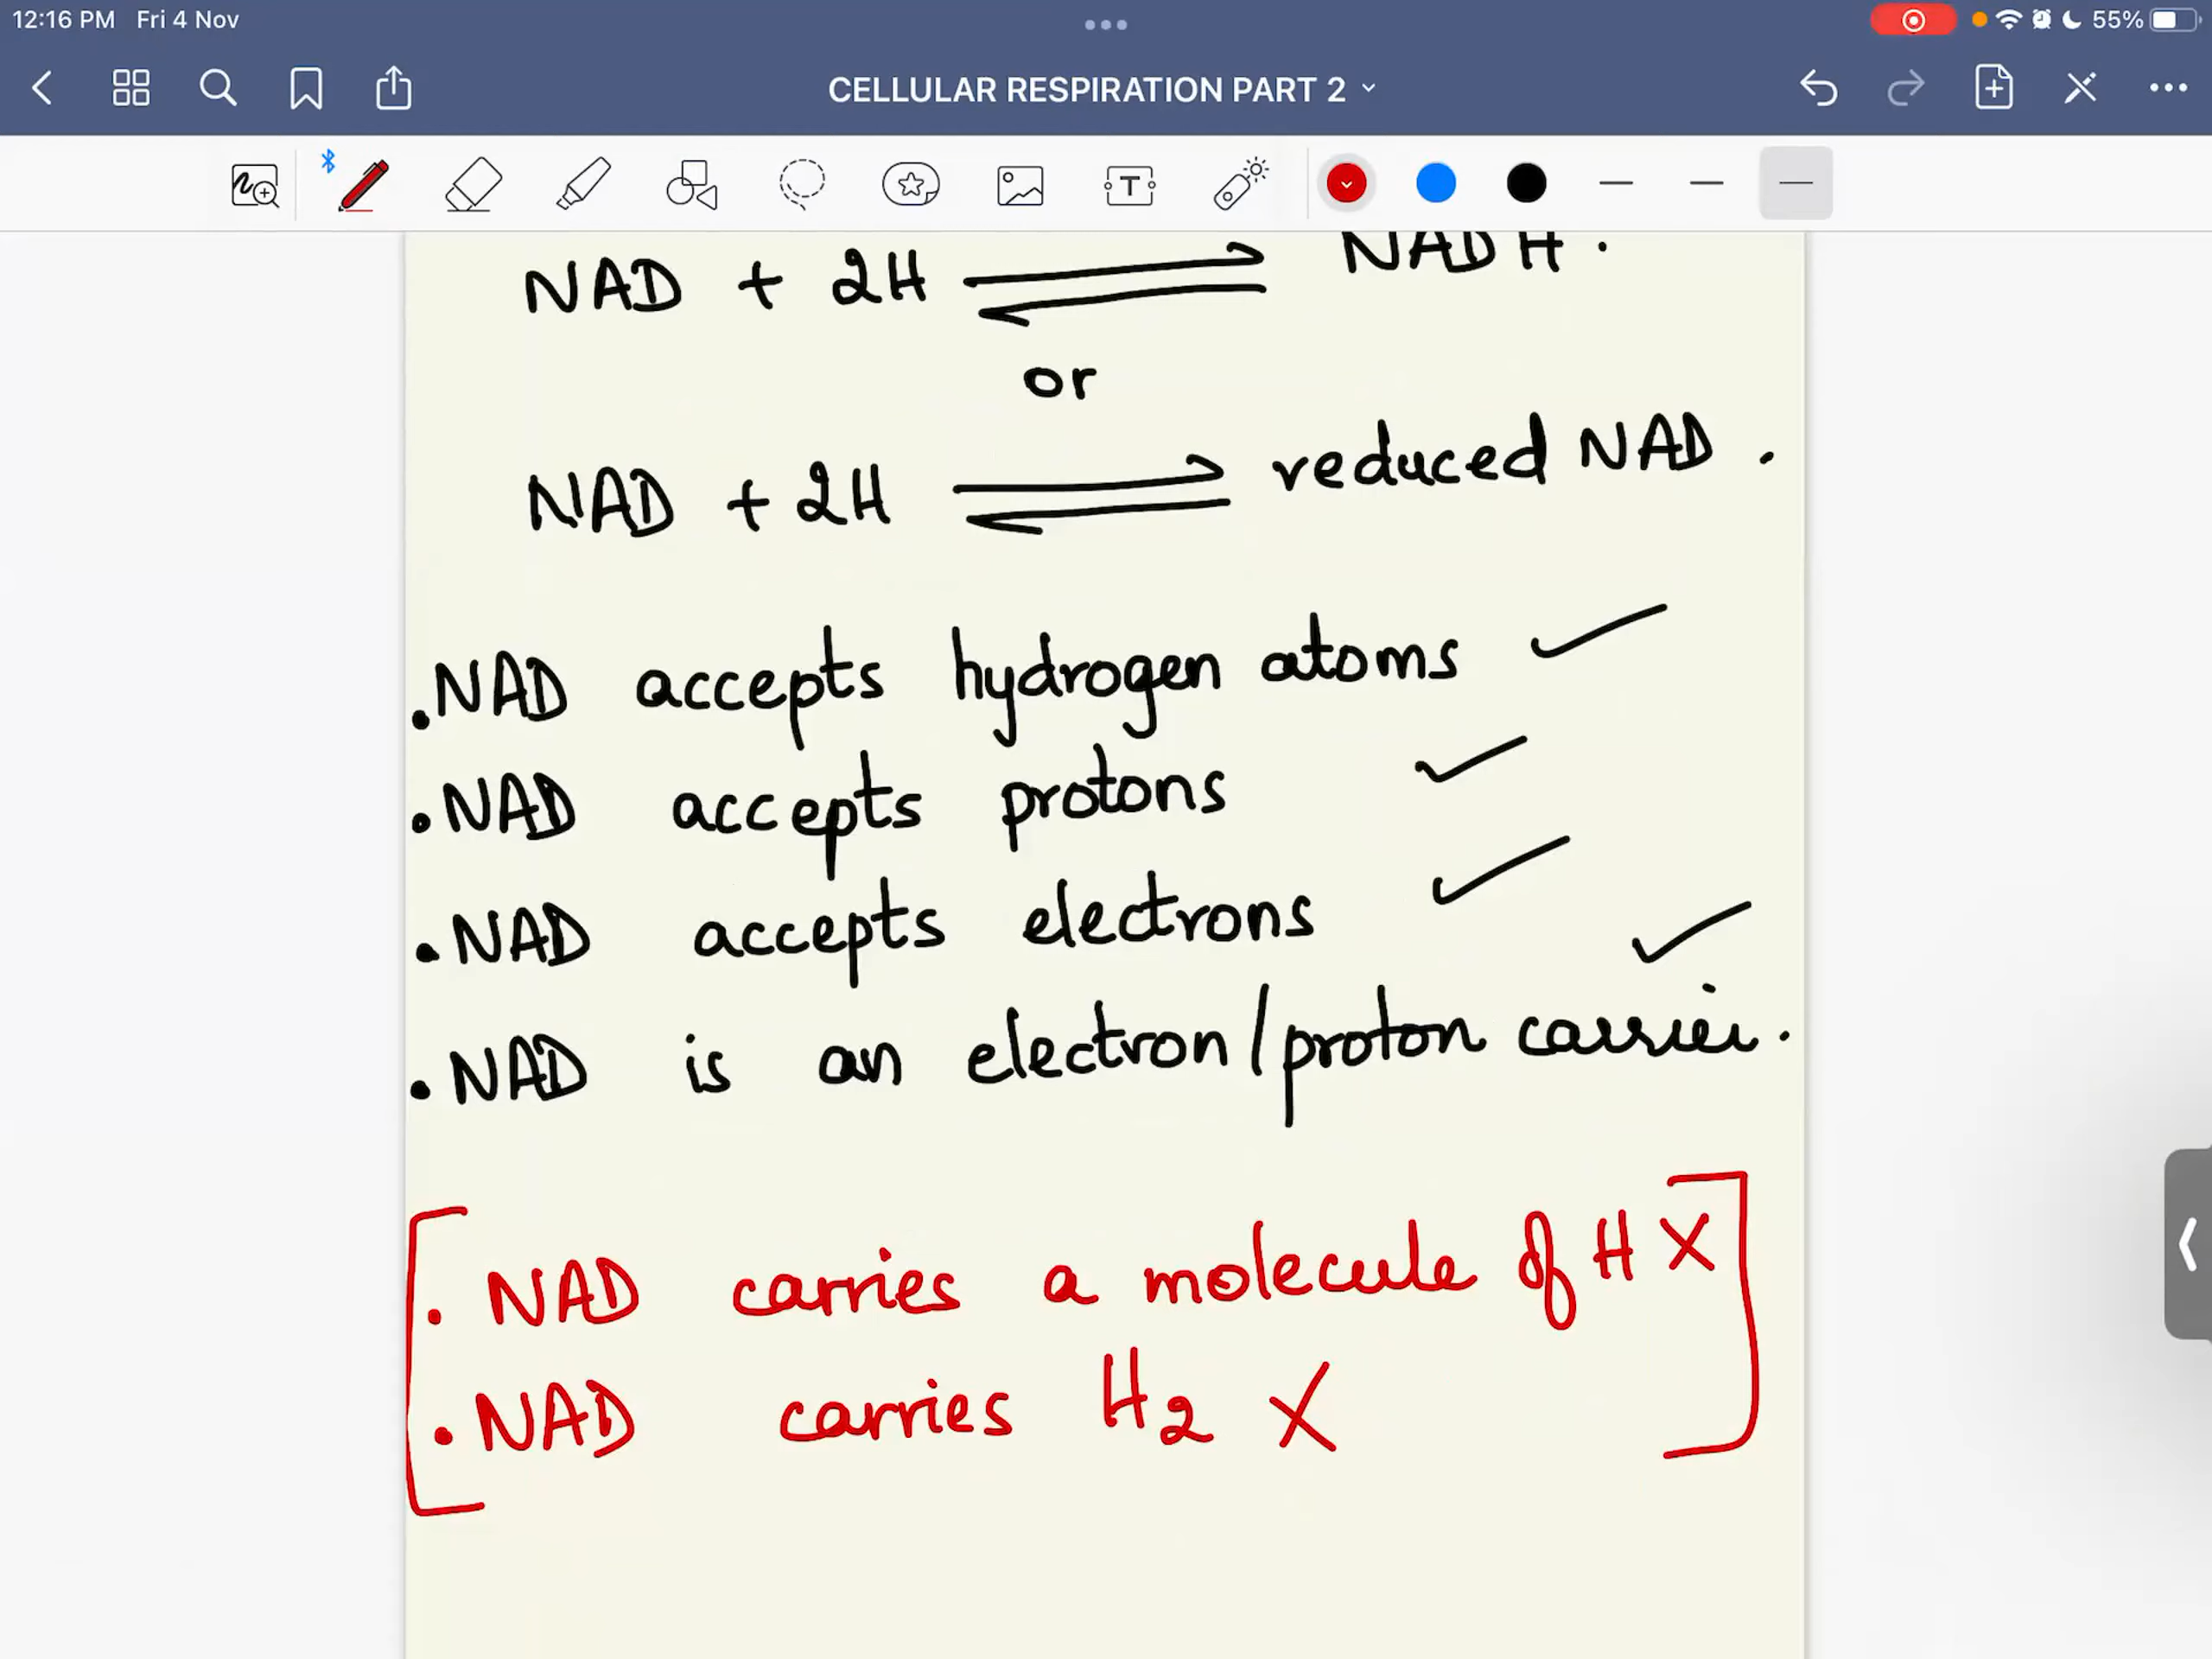 12:16 PM Fri 4 Nov
55%
CELLULAR RESPIRATION PART 2
NAD + 2H ⇌ NADH.
or
NAD + 2H ⇌ reduced NAD.
.NAD accepts hydrogen atoms ✓
.NAD accepts protons ✓
.NAD accepts electrons ✓
.NAD is an electron/proton carrier. ✓
[. NAD carries a molecule of H X]
.NAD carries H2 X